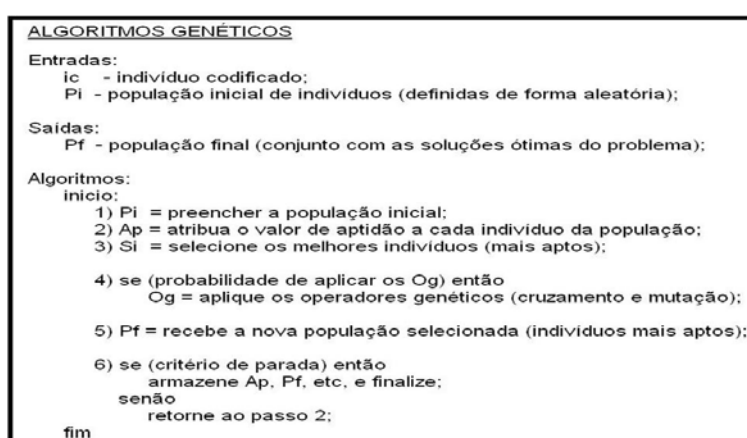 ALGORITMOS GENÉTICOS
Entradas:
ic - indivíduo codificado;
Pi - população inicial de indivíduos (definidas de forma aleatória);
Saídas:
Pf - população final (conjunto com as soluções ótimas do problema);
Algoritmos:
inicio:
1) Pi = preencher a população inicial;
2) Ap = atribua o valor de aptidão a cada indivíduo da população;
3) Si = selecione os melhores indivíduos (mais aptos);
4) se (probabilidade de aplicar os Og) então
Og = aplique os operadores genéticos (cruzamento e mutação);
5) Pf = recebe a nova população selecionada (indivíduos mais aptos);
6) se (critério de parada) então
armazene Ap, Pf, etc, e finalize;
senão
retorne ao passo 2;
fim